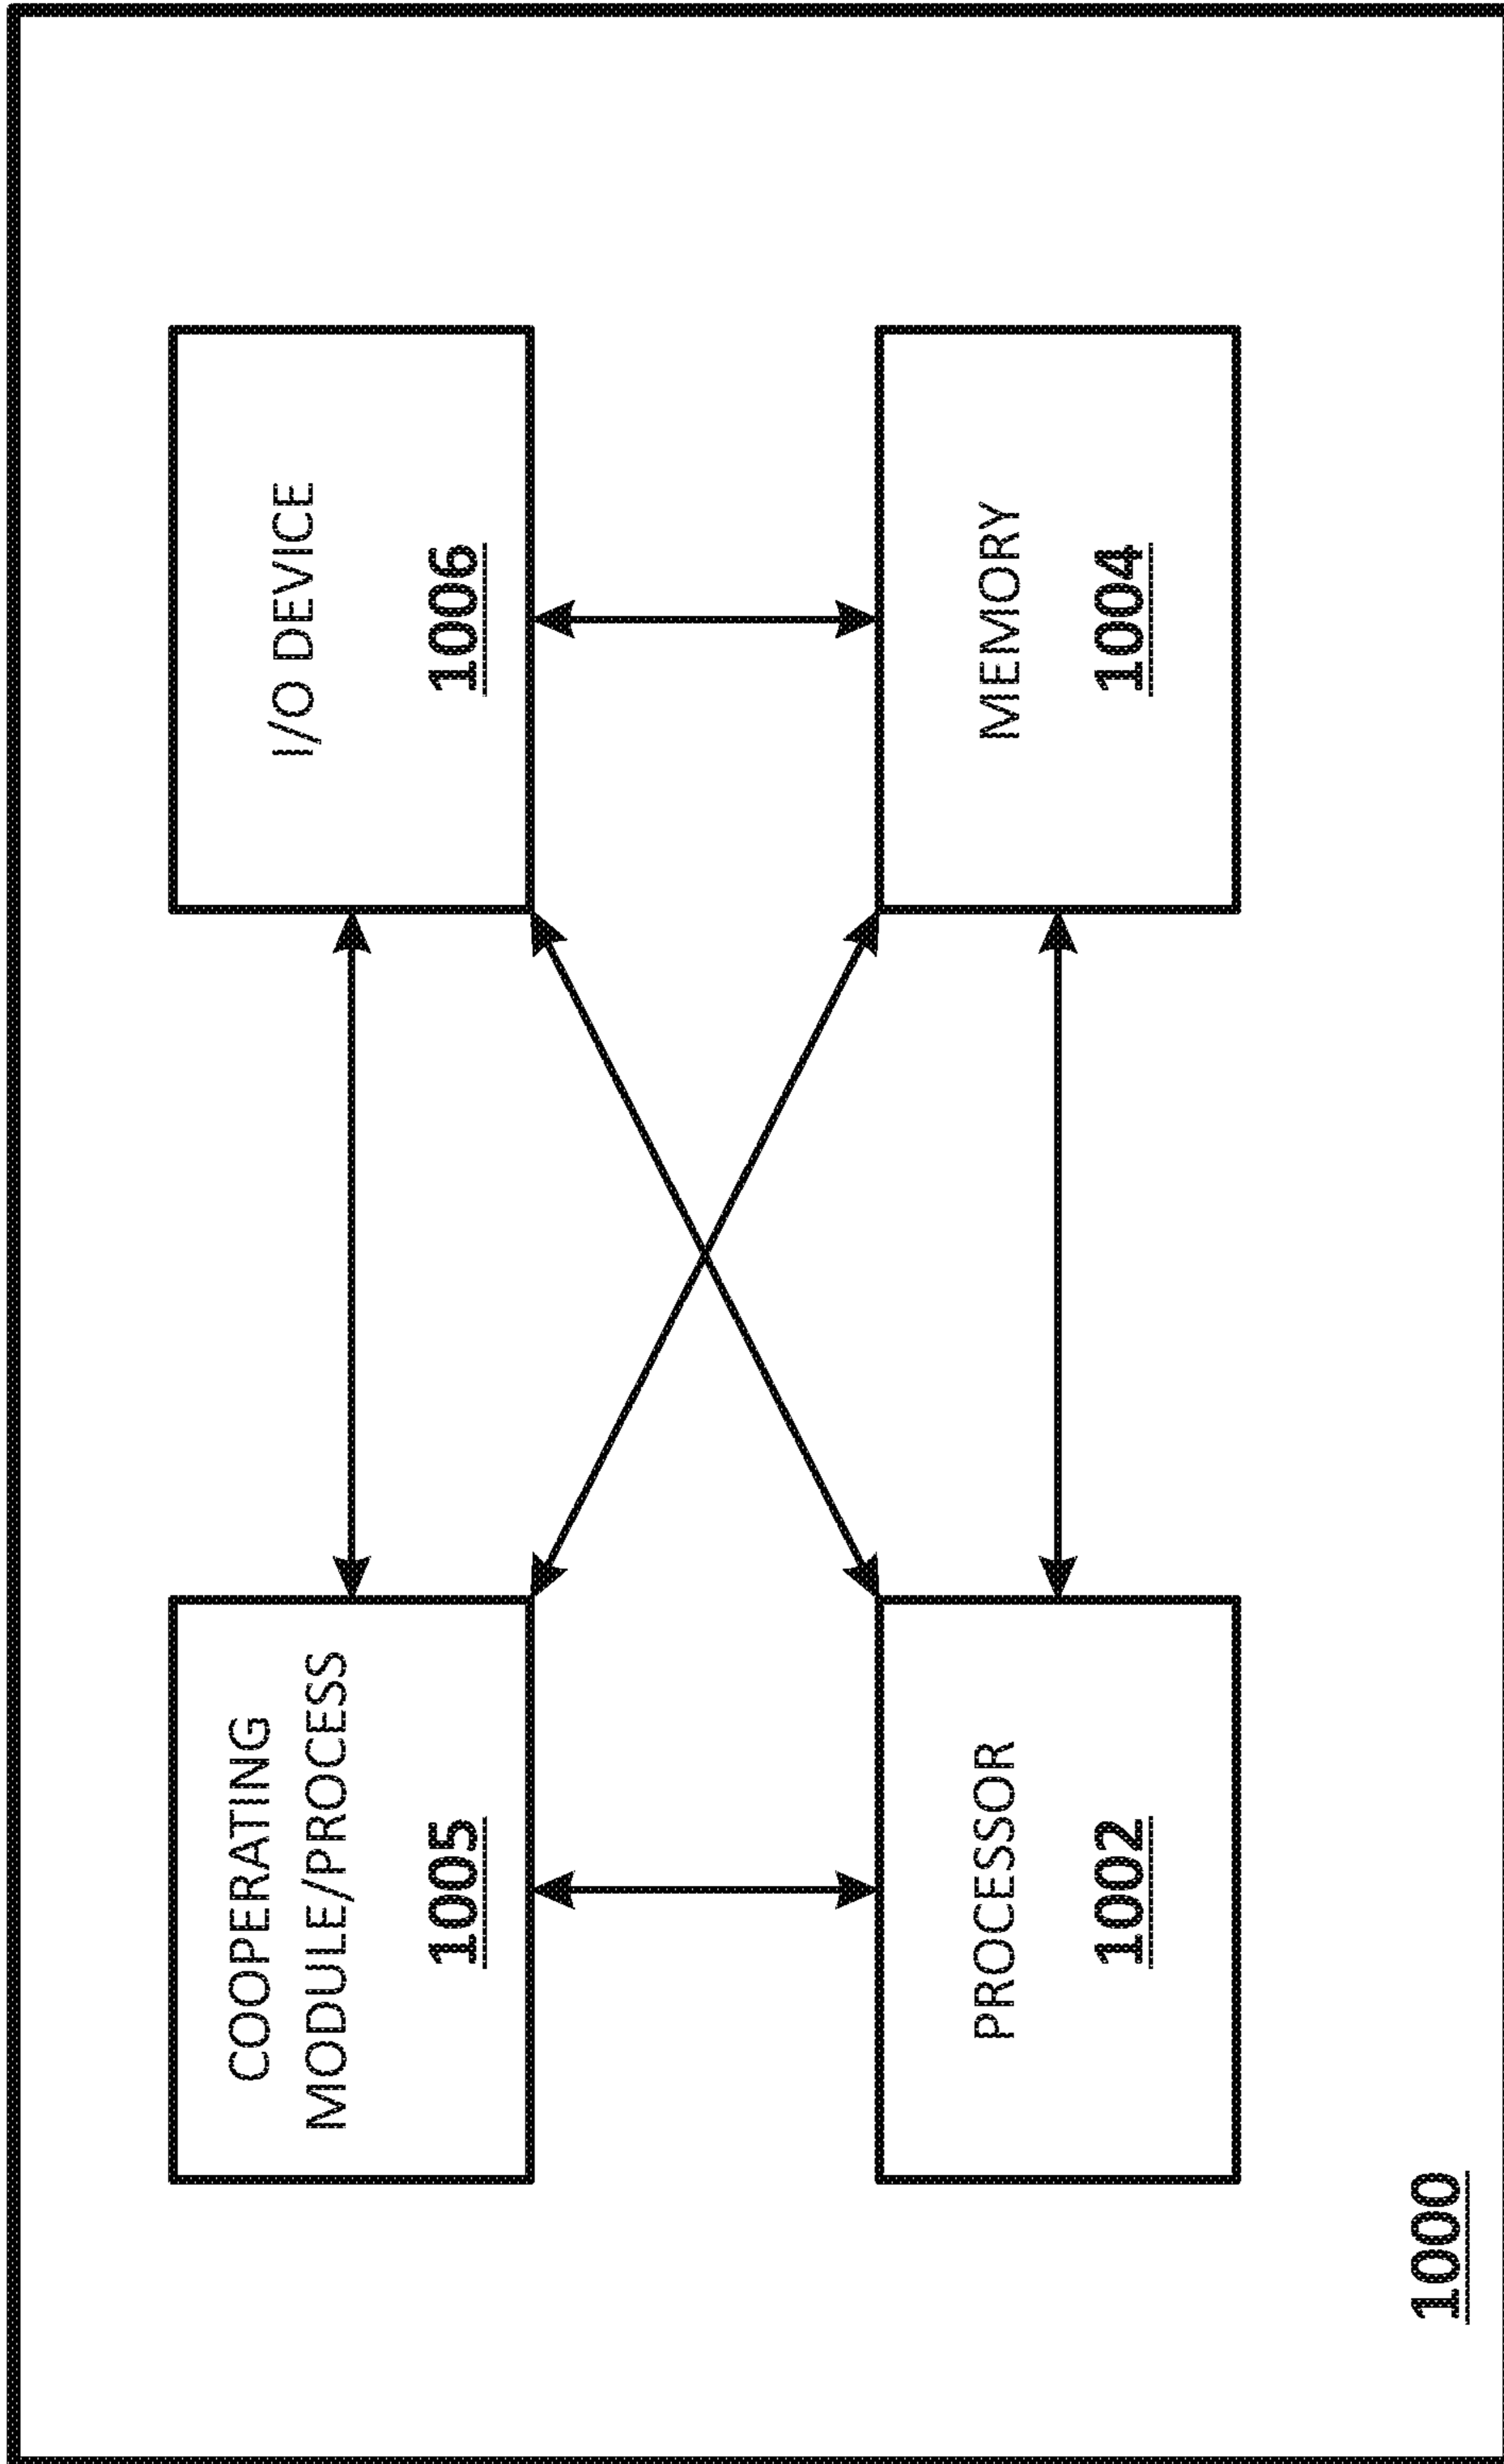 COOPERATING
MODULE/PROCESS
1005
I/O DEVICE
1006
PROCESSOR
1002
MEMORY
1004
1000